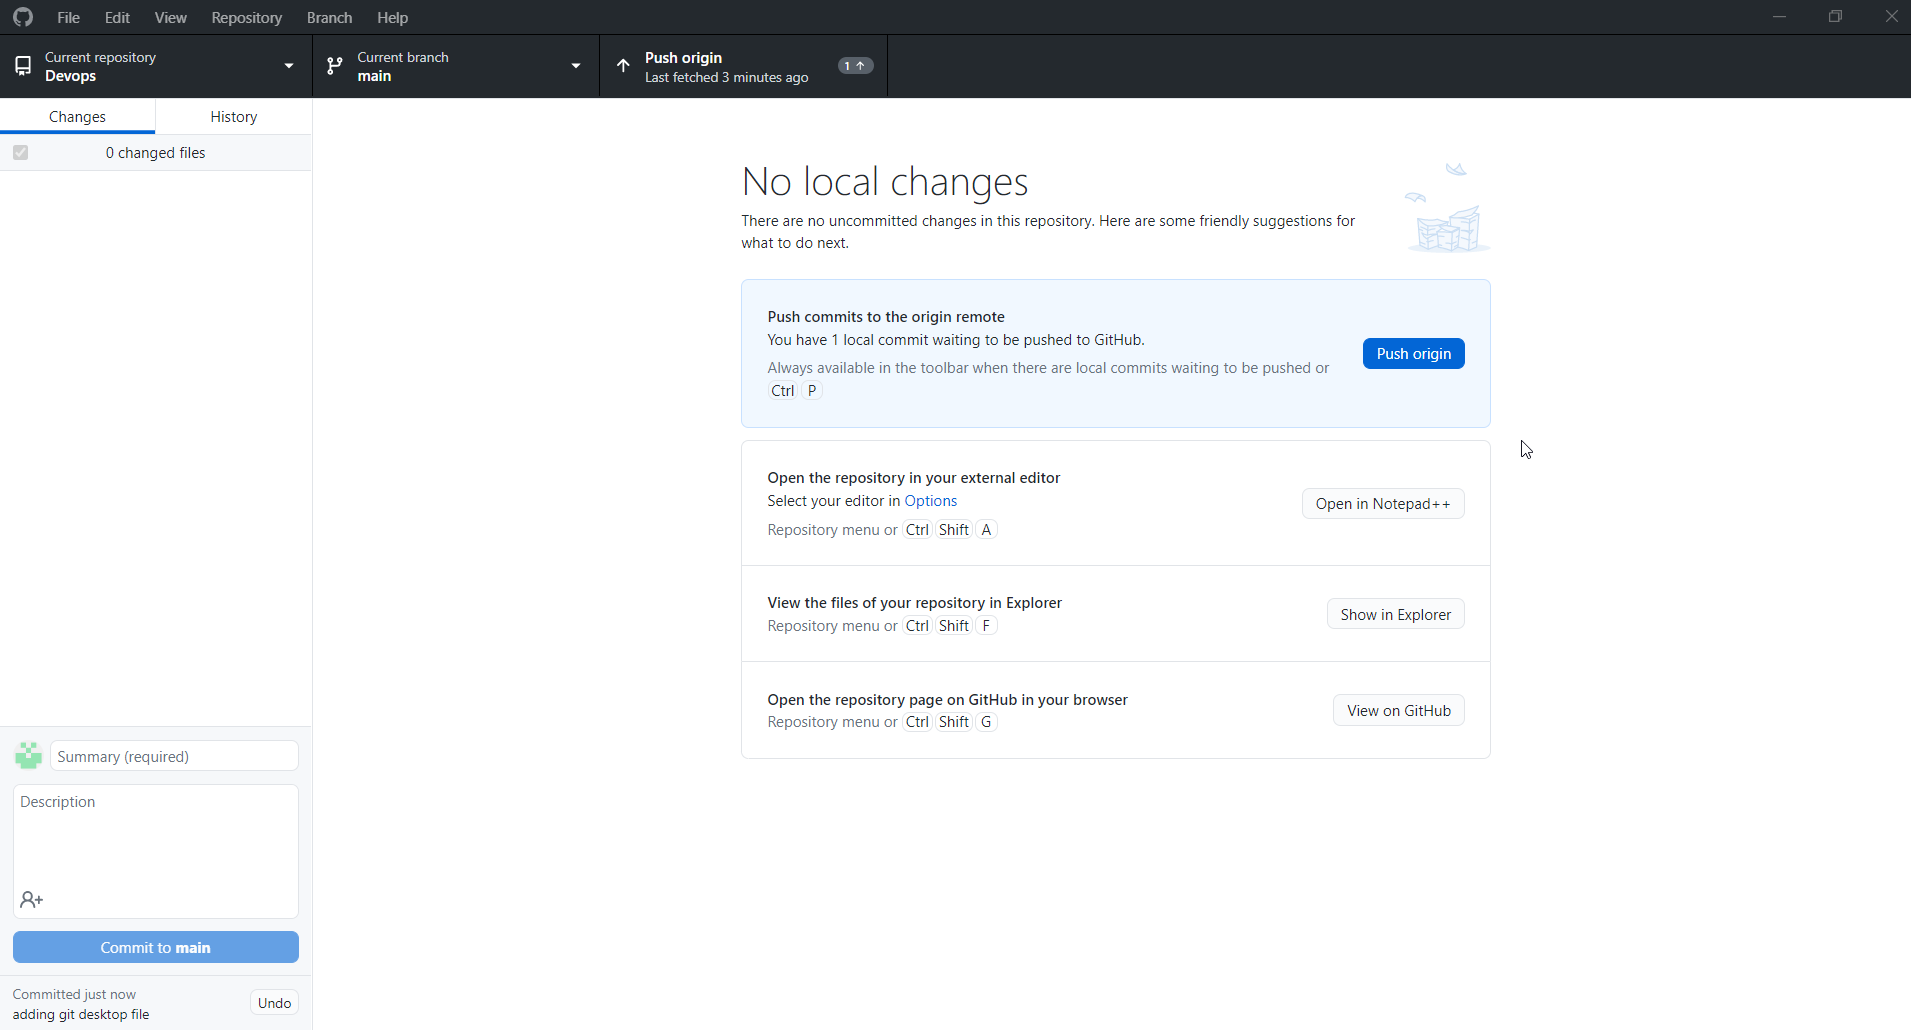 File Edit View Repository Branch Help
Current repository
Devops
Current branch
main
Push origin
Last fetched 3 minutes ago
1
Changes
History
0 changed files
No local changes
There are no uncommitted changes in this repository. Here are some friendly suggestions for
what to do next.
Push commits to the origin remote
You have 1 local commit waiting to be pushed to GitHub.
Always available in the toolbar when there are local commits waiting to be pushed or
Ctrl P
Push origin
Open the repository in your external editor
Select your editor in Options
Repository menu or Ctrl Shift A
Open in Notepad++
View the files of your repository in Explorer
Repository menu or Ctrl Shift F
Show in Explorer
Open the repository page on GitHub in your browser
Repository menu or Ctrl Shift G
View on GitHub
Summary (required)
Description
Commit to main
Committed just now
adding git desktop file
Undo